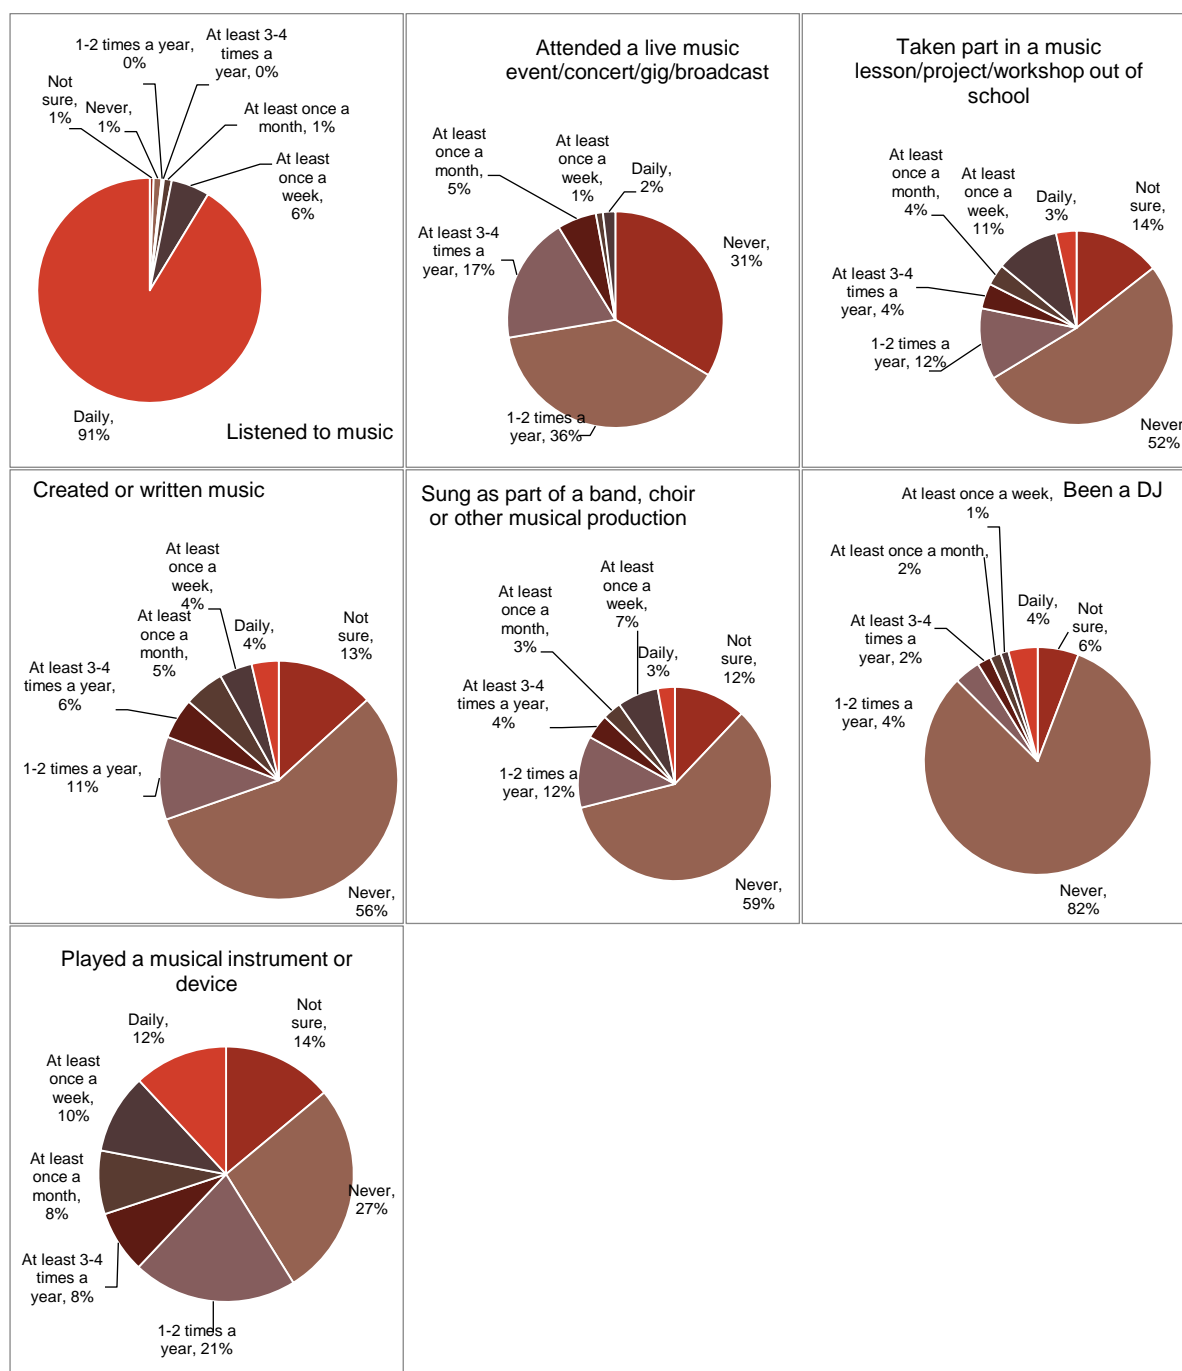 1-2 times a year,
0%
At least 3-4
times a
year, 0%
Not
sure,
1%
Never,
1%
At least once a
month, 1%
At least
once a
week,
6%
Daily,
91%
Listened to music
Attended a live music
event/concert/gig/broadcast
At least
once a
month,
5%
At least
once a
week,
1%
Daily,
2%
At least 3-4
times a
year, 17%
Never,
31%
1-2 times a
year, 36%
Taken part in a music
lesson/project/workshop out of
school
At least
once a
month,
4%
At least
once a
week,
11%
Daily,
3%
Not
sure,
14%
At least 3-4
times a
year, 4%
1-2 times a
year, 12%
Never
52%
Created or written music
At least
once a
week,
4%
At least
once a
month,
5%
Daily,
4%
Not
sure,
13%
At least 3-4
times a year,
6%
1-2 times a year,
11%
Never,
56%
Sung as part of a band, choir
or other musical production
At least
once a
month,
3%
At least
once a
week,
7%
Daily,
3%
Not
sure,
12%
At least 3-4
times a year,
4%
1-2 times a
year, 12%
Never,
59%
Been a DJ
At least once a week,
1%
At least once a month,
2%
Daily,
4%
Not
sure,
6%
At least 3-4
times a
year, 2%
1-2 times a
year, 4%
Never,
82%
Played a musical instrument or
device
Daily,
12%
Not
sure,
14%
At least
once a
week,
10%
At least
once a
month,
8%
Never,
27%
At least 3-4
times a
year, 8%
1-2 times a
year, 21%